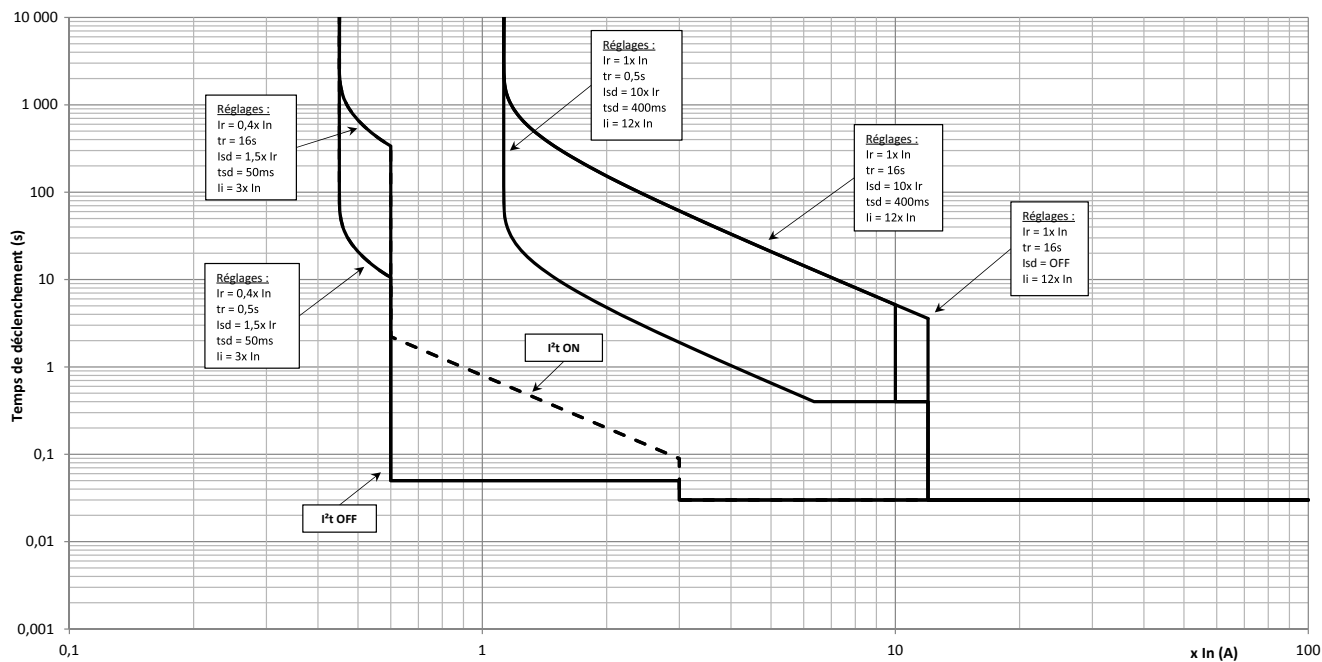 10 000
1 000
100
10
1
0,1
0,01
0,001
Temps de déclenchement (s)
Réglages :
Ir = 0,4x In
tr = 16s
Isd = 1,5x Ir
tsd = 50ms
Ii = 3x In
Réglages :
Ir = 0,4x In
tr = 0,5s
Isd = 1,5x Ir
tsd = 50ms
Ii = 3x In
Réglages :
Ir = 1x In
tr = 0,5s
Isd = 10x Ir
tsd = 400ms
Ii = 12x In
Réglages :
Ir = 1x In
tr = 16s
Isd = 10x Ir
tsd = 400ms
Ii = 12x In
Réglages :
Ir = 1x In
tr = 16s
Isd = OFF
Ii = 12x In
I²t ON
I²t OFF
0,1
1
10
100
x In (A)